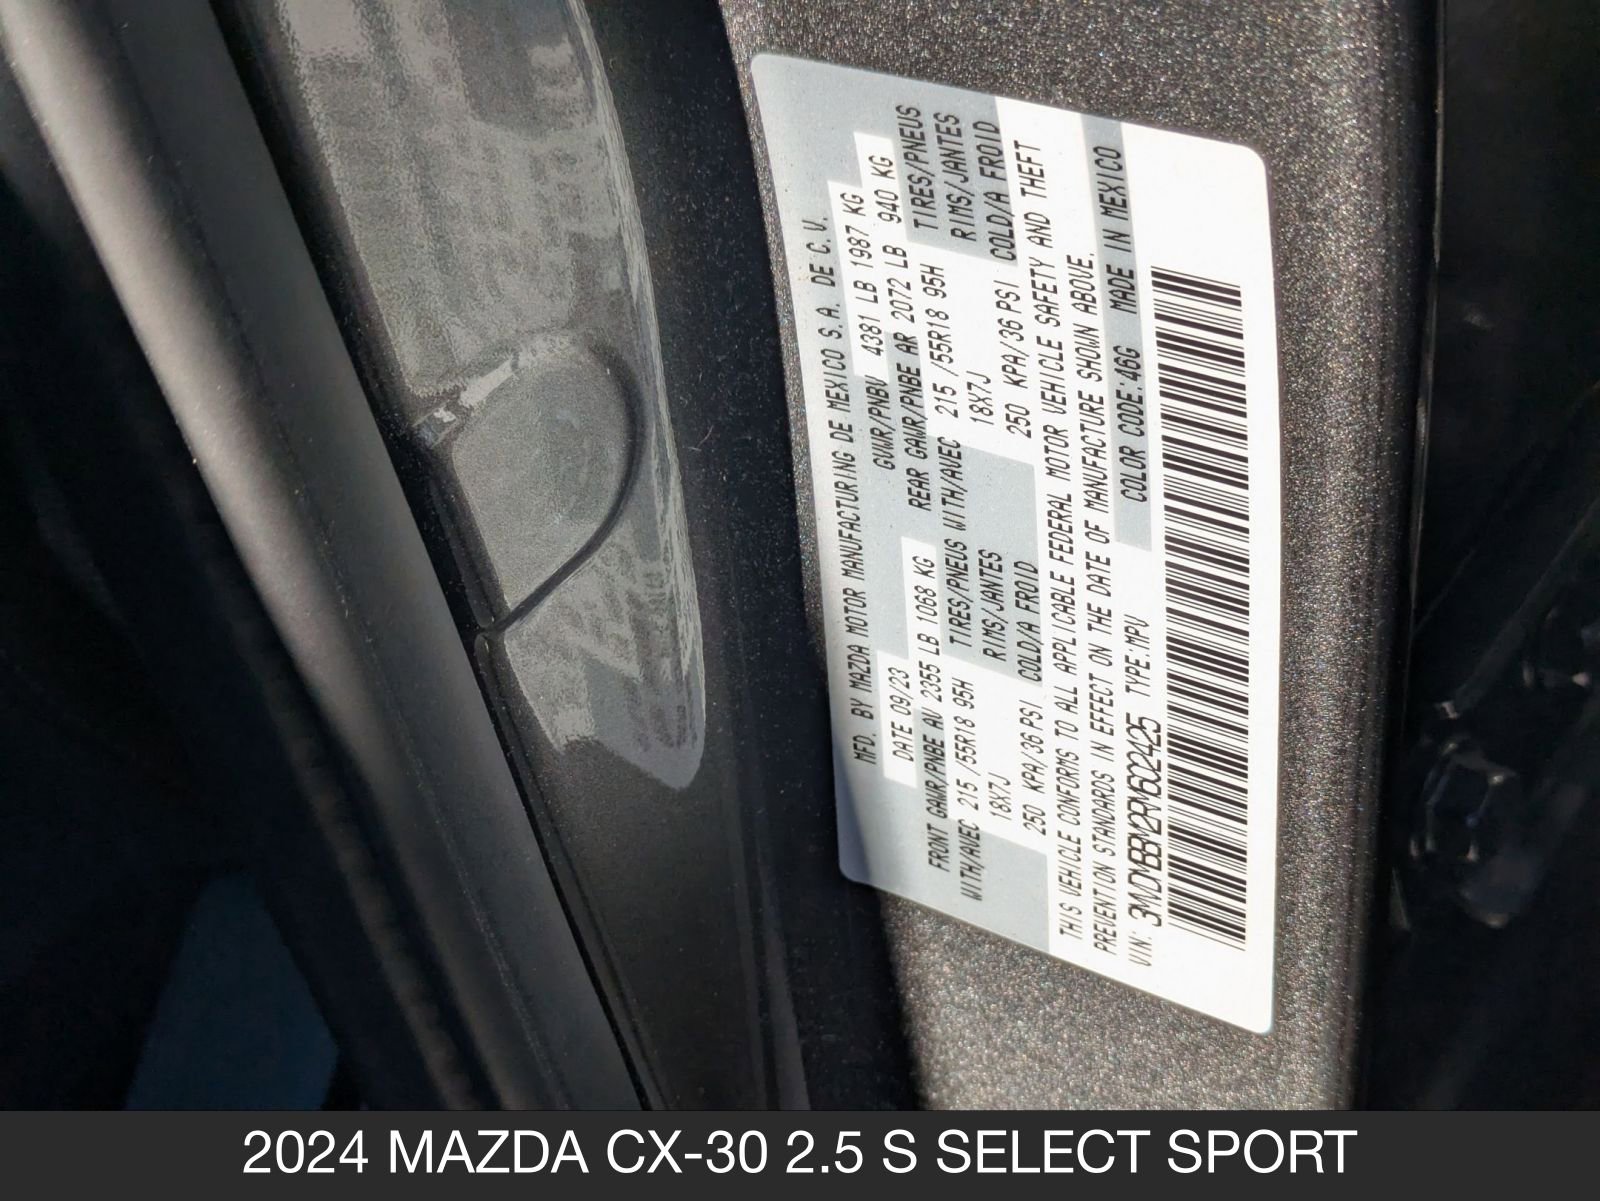 MFD. BY MAZDA MOTOR MANUFACTURING DE MEXICO S.A. DE C.V.
DATE 09/23 GVWR/PNBV 4381 LB 1987 KG
FRONT GAWR/PNBE AV 2355 LB 1068 KG REAR GAWR/PNBE AR 2072 LB 940 KG
WITH/AVEC 215 /55R18 95H TIRES/PNEUS WITH/AVEC 215 /55R18 95H TIRES/PNEUS
18X7J RIMS/JANTES 18X7J RIMS/JANTES
250 KPA/36 PSI COLD/A FROID 250 KPA/36 PSI COLD/A FROID
THIS VEHICLE CONFORMS TO ALL APPLICABLE FEDERAL MOTOR VEHICLE SAFETY AND THEFT
PREVENTION STANDARDS IN EFFECT ON THE DATE OF MANUFACTURE SHOWN ABOVE.
VIN: 3MVDMBBM2RM602425 TYPE:MPV COLOR CODE:46G MADE IN MEXICO
2024 MAZDA CX-30 2.5 S SELECT SPORT